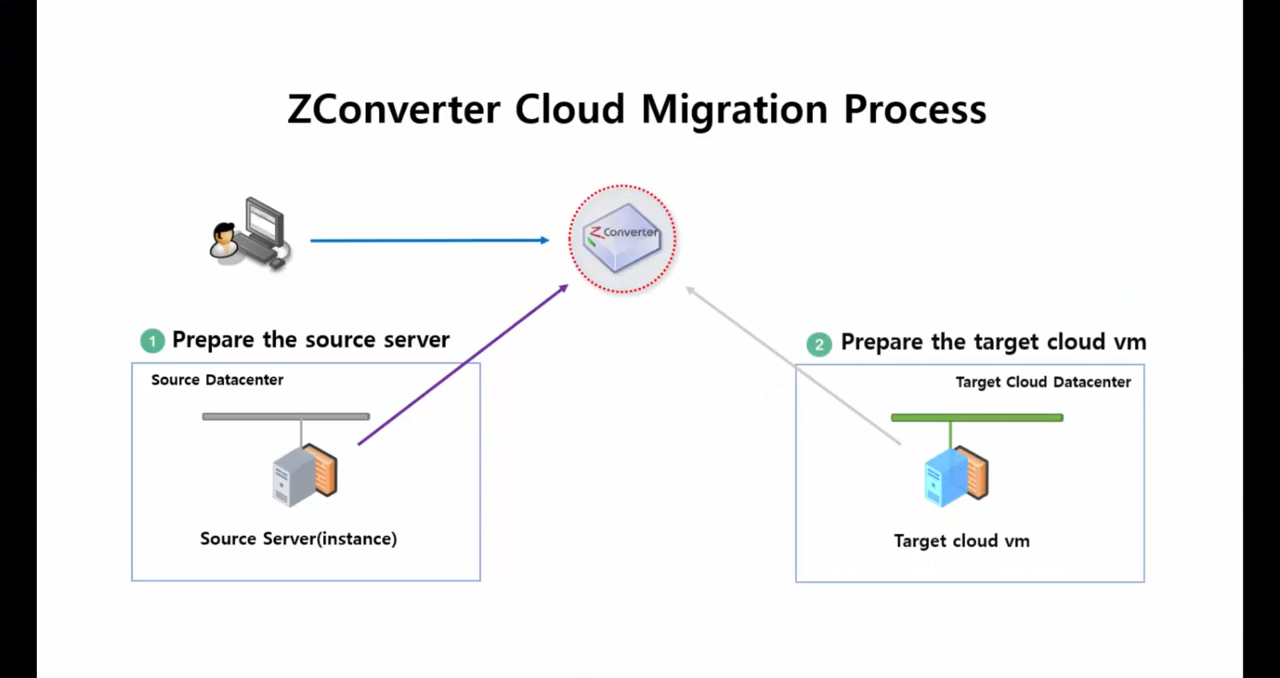 ZConverter Cloud Migration Process
ZConverter
1 Prepare the source server
Source Datacenter
Source Server(instance)
2 Prepare the target cloud vm
Target Cloud Datacenter
Target cloud vm